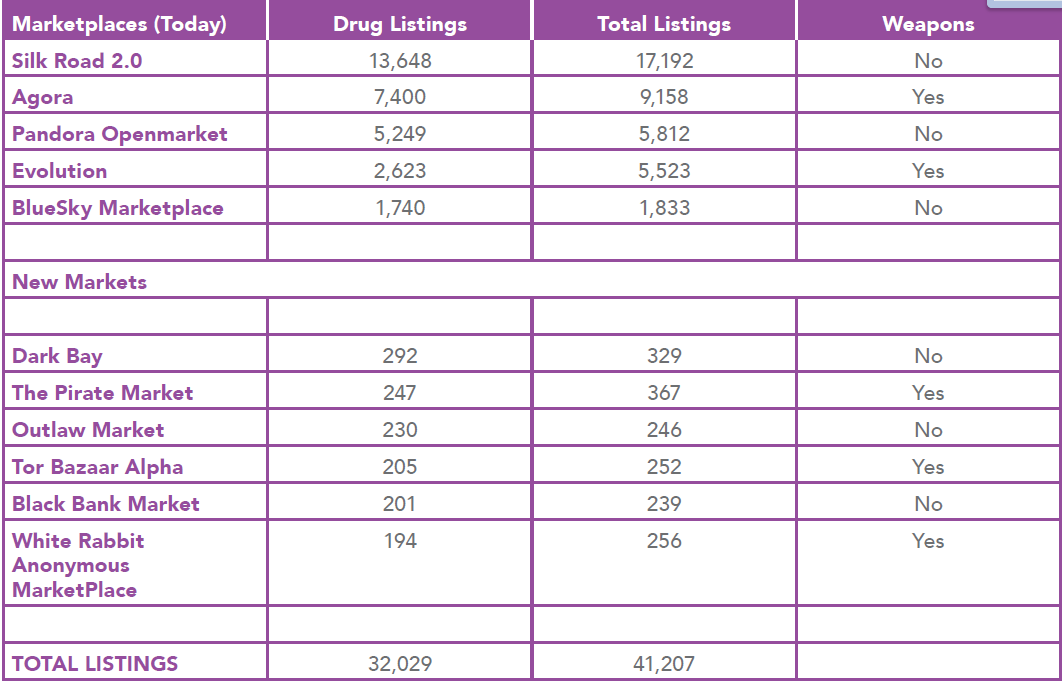 Marketplaces (Today) Drug Listings Total Listings Weapons
Silk Road 2.0 13,648 17,192 No
Agora 7,400 9,158 Yes
Pandora Openmarket 5,249 5,812 No
Evolution 2,623 5,523 Yes
BlueSky Marketplace 1,740 1,833 No
New Markets
Dark Bay 292 329 No
The Pirate Market 247 367 Yes
Outlaw Market 230 246 No
Tor Bazaar Alpha 205 252 Yes
Black Bank Market 201 239 No
White Rabbit 194 256 Yes
Anonymous
MarketPlace
TOTAL LISTINGS 32,029 41,207